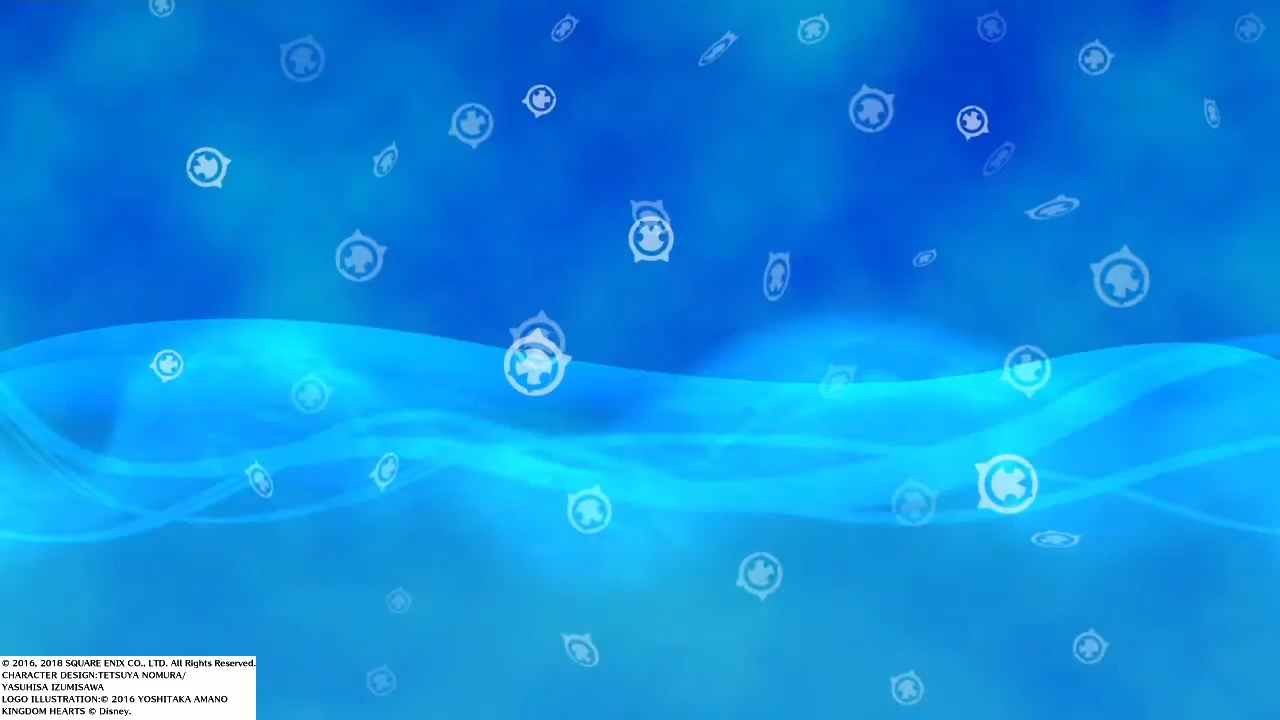 © 2016, 2018 SQUARE ENIX CO., LTD. All Rights Reserved.
CHARACTER DESIGN:TETSUYA NOMURA/
YASUHISA IZUMISAWA
LOGO ILLUSTRATION:© 2016 YOSHITAKA AMANO
KINGDOM HEARTS © Disney.